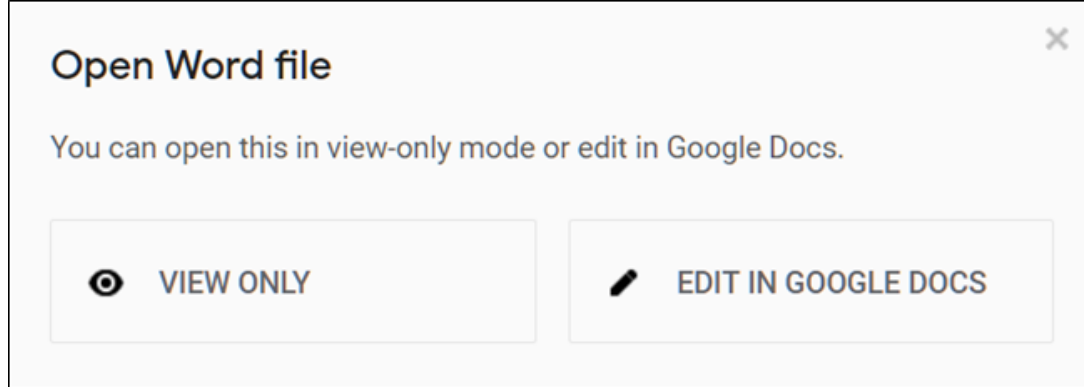 Open Word file
You can open this in view-only mode or edit in Google Docs.
VIEW ONLY
EDIT IN GOOGLE DOCS